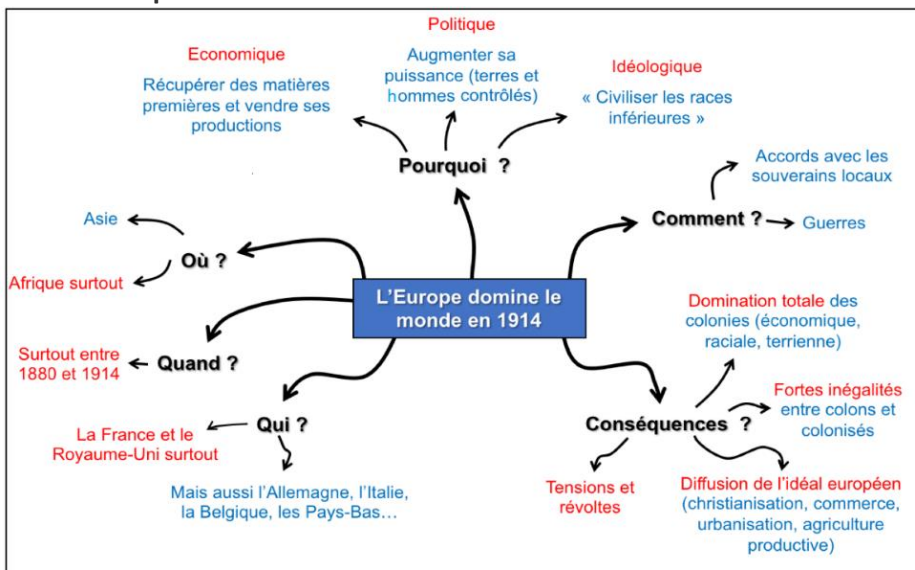 Politique
Augmenter sa
puissance (terres et
hommes contrôlés)
Economique
Récupérer des matières
premières et vendre ses
productions
Idéologique
« Civiliser les races
inférieures »
Pourquoi ?
Accords avec les
souverains locaux
Comment ?
Guerres
Asie
Où ?
Afrique surtout
L'Europe domine le
monde en 1914
Surtout entre
1880 et 1914
Quand ?
Qui ?
La France et le
Royaume-Uni surtout
Mais aussi l'Allemagne, l'Italie,
la Belgique, les Pays-Bas…
Domination totale des
colonies (économique,
raciale, terrienne)
Fortes inégalités
entre colons et
colonisés
Conséquences ?
Tensions et
révoltes
Diffusion de l'idéal européen
(christianisation, commerce,
urbanisation, agriculture
productive)